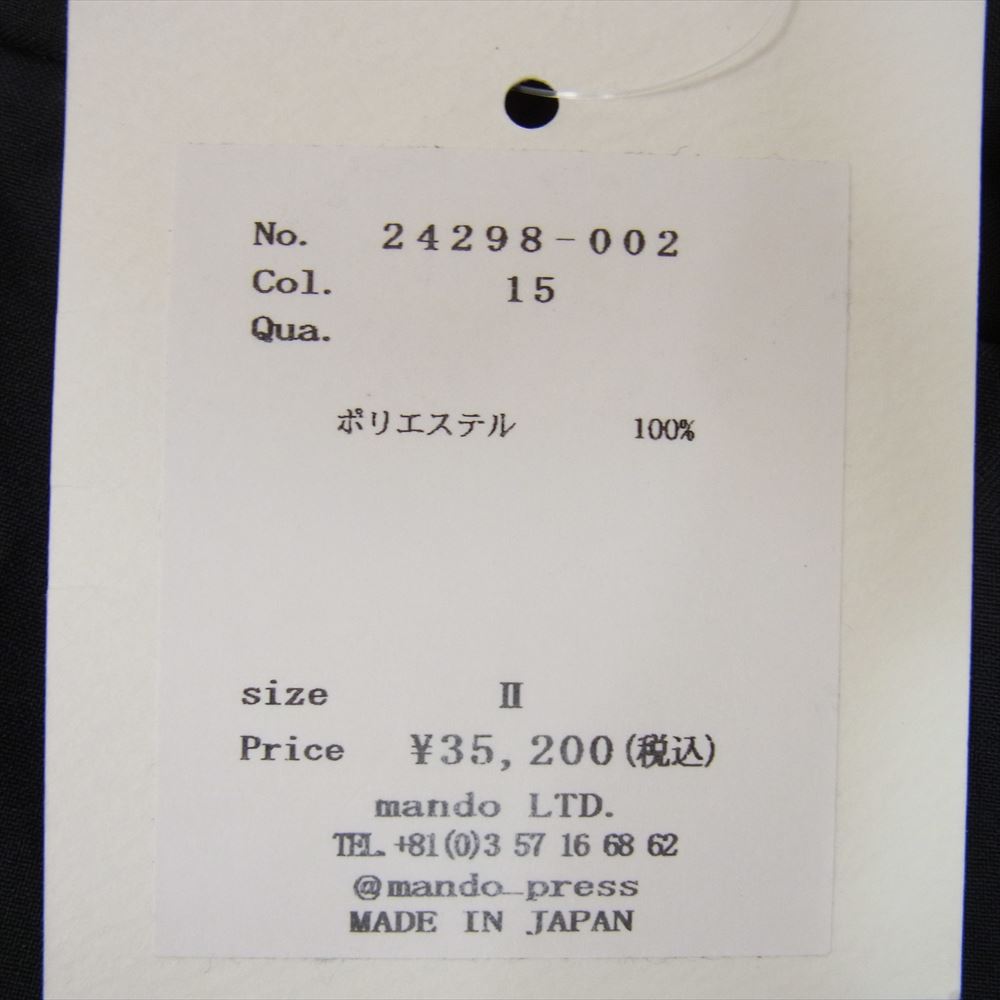 No. 24298-002
Col. 15
Qua.
ポリエステル 100%
size Ⅱ
Price ¥35,200(税込)
mando LTD.
TEL. +81(0)3 57 16 68 62
@mando_press
MADE IN JAPAN